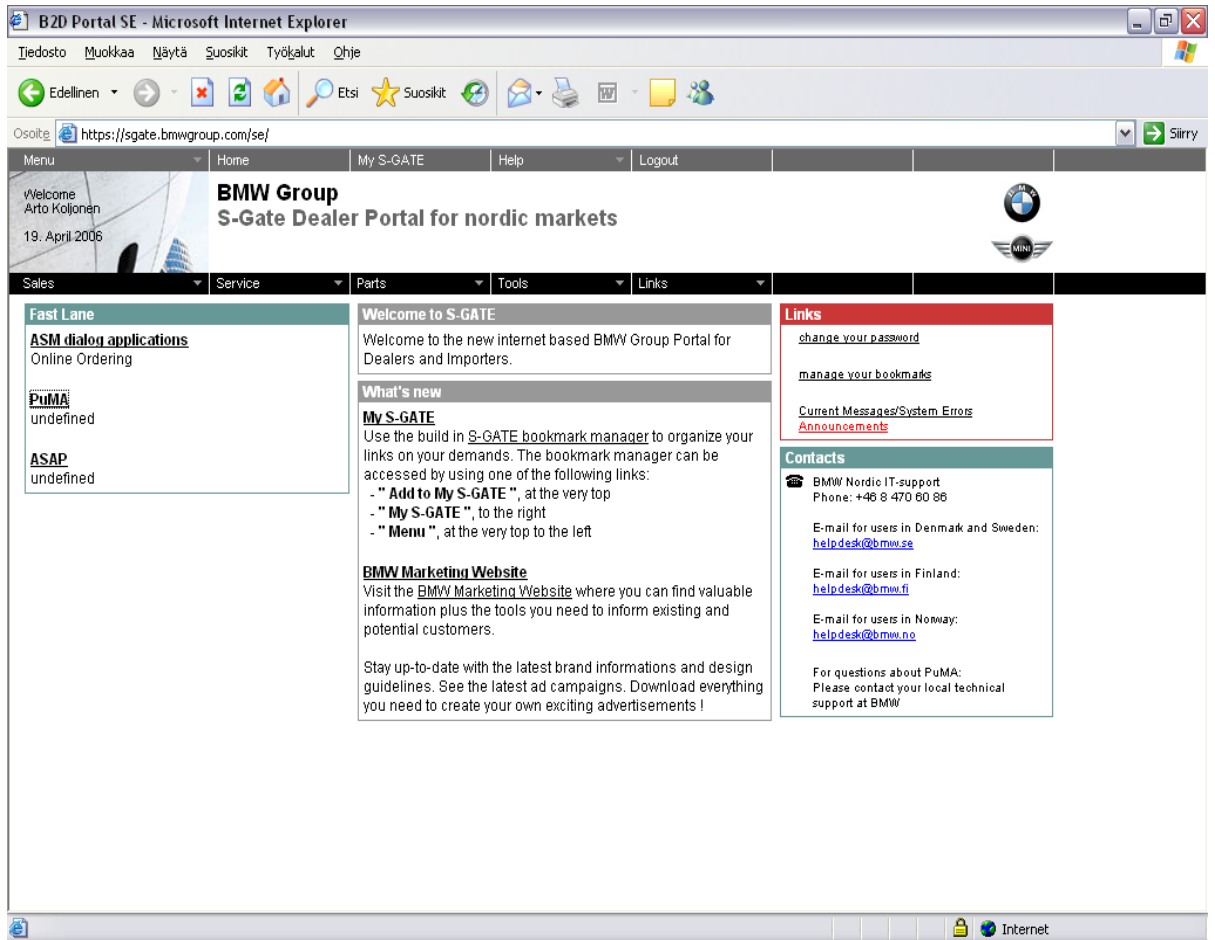 B2D Portal SE - Microsoft Internet Explorer
Tiedosto Muokkaa Näytä Suosikit Työkalut Ohje
Edellinen Etsi Suosikit
Osoite https://sgate.bmwgroup.com/se/ Siirry
Menu Home My S-GATE Help Logout
Welcome
Arto Koljonen
19. April 2006
BMW Group
S-Gate Dealer Portal for nordic markets
BMW
MINI
Sales Service Parts Tools Links
Fast Lane
ASM dialog applications
Online Ordering
PuMA
undefined
ASAP
undefined
Welcome to S-GATE
Welcome to the new internet based BMW Group Portal for
Dealers and Importers.
What's new
My S-GATE
Use the build in S-GATE bookmark manager to organize your
links on your demands. The bookmark manager can be
accessed by using one of the following links:
- " Add to My S-GATE ", at the very top
- " My S-GATE ", to the right
- " Menu ", at the very top to the left
BMW Marketing Website
Visit the BMW Marketing Website where you can find valuable
information plus the tools you need to inform existing and
potential customers.
Stay up-to-date with the latest brand informations and design
guidelines. See the latest ad campaigns. Download everything
you need to create your own exciting advertisements !
Links
change your password
manage your bookmarks
Current Messages/System Errors
Announcements
Contacts
BMW Nordic IT-support
Phone: +46 8 470 60 86
E-mail for users in Denmark and Sweden:
helpdesk@bmw.se
E-mail for users in Finland:
helpdesk@bmw.fi
E-mail for users in Norway:
helpdesk@bmw.no
For questions about PuMA:
Please contact your local technical
support at BMW
Internet